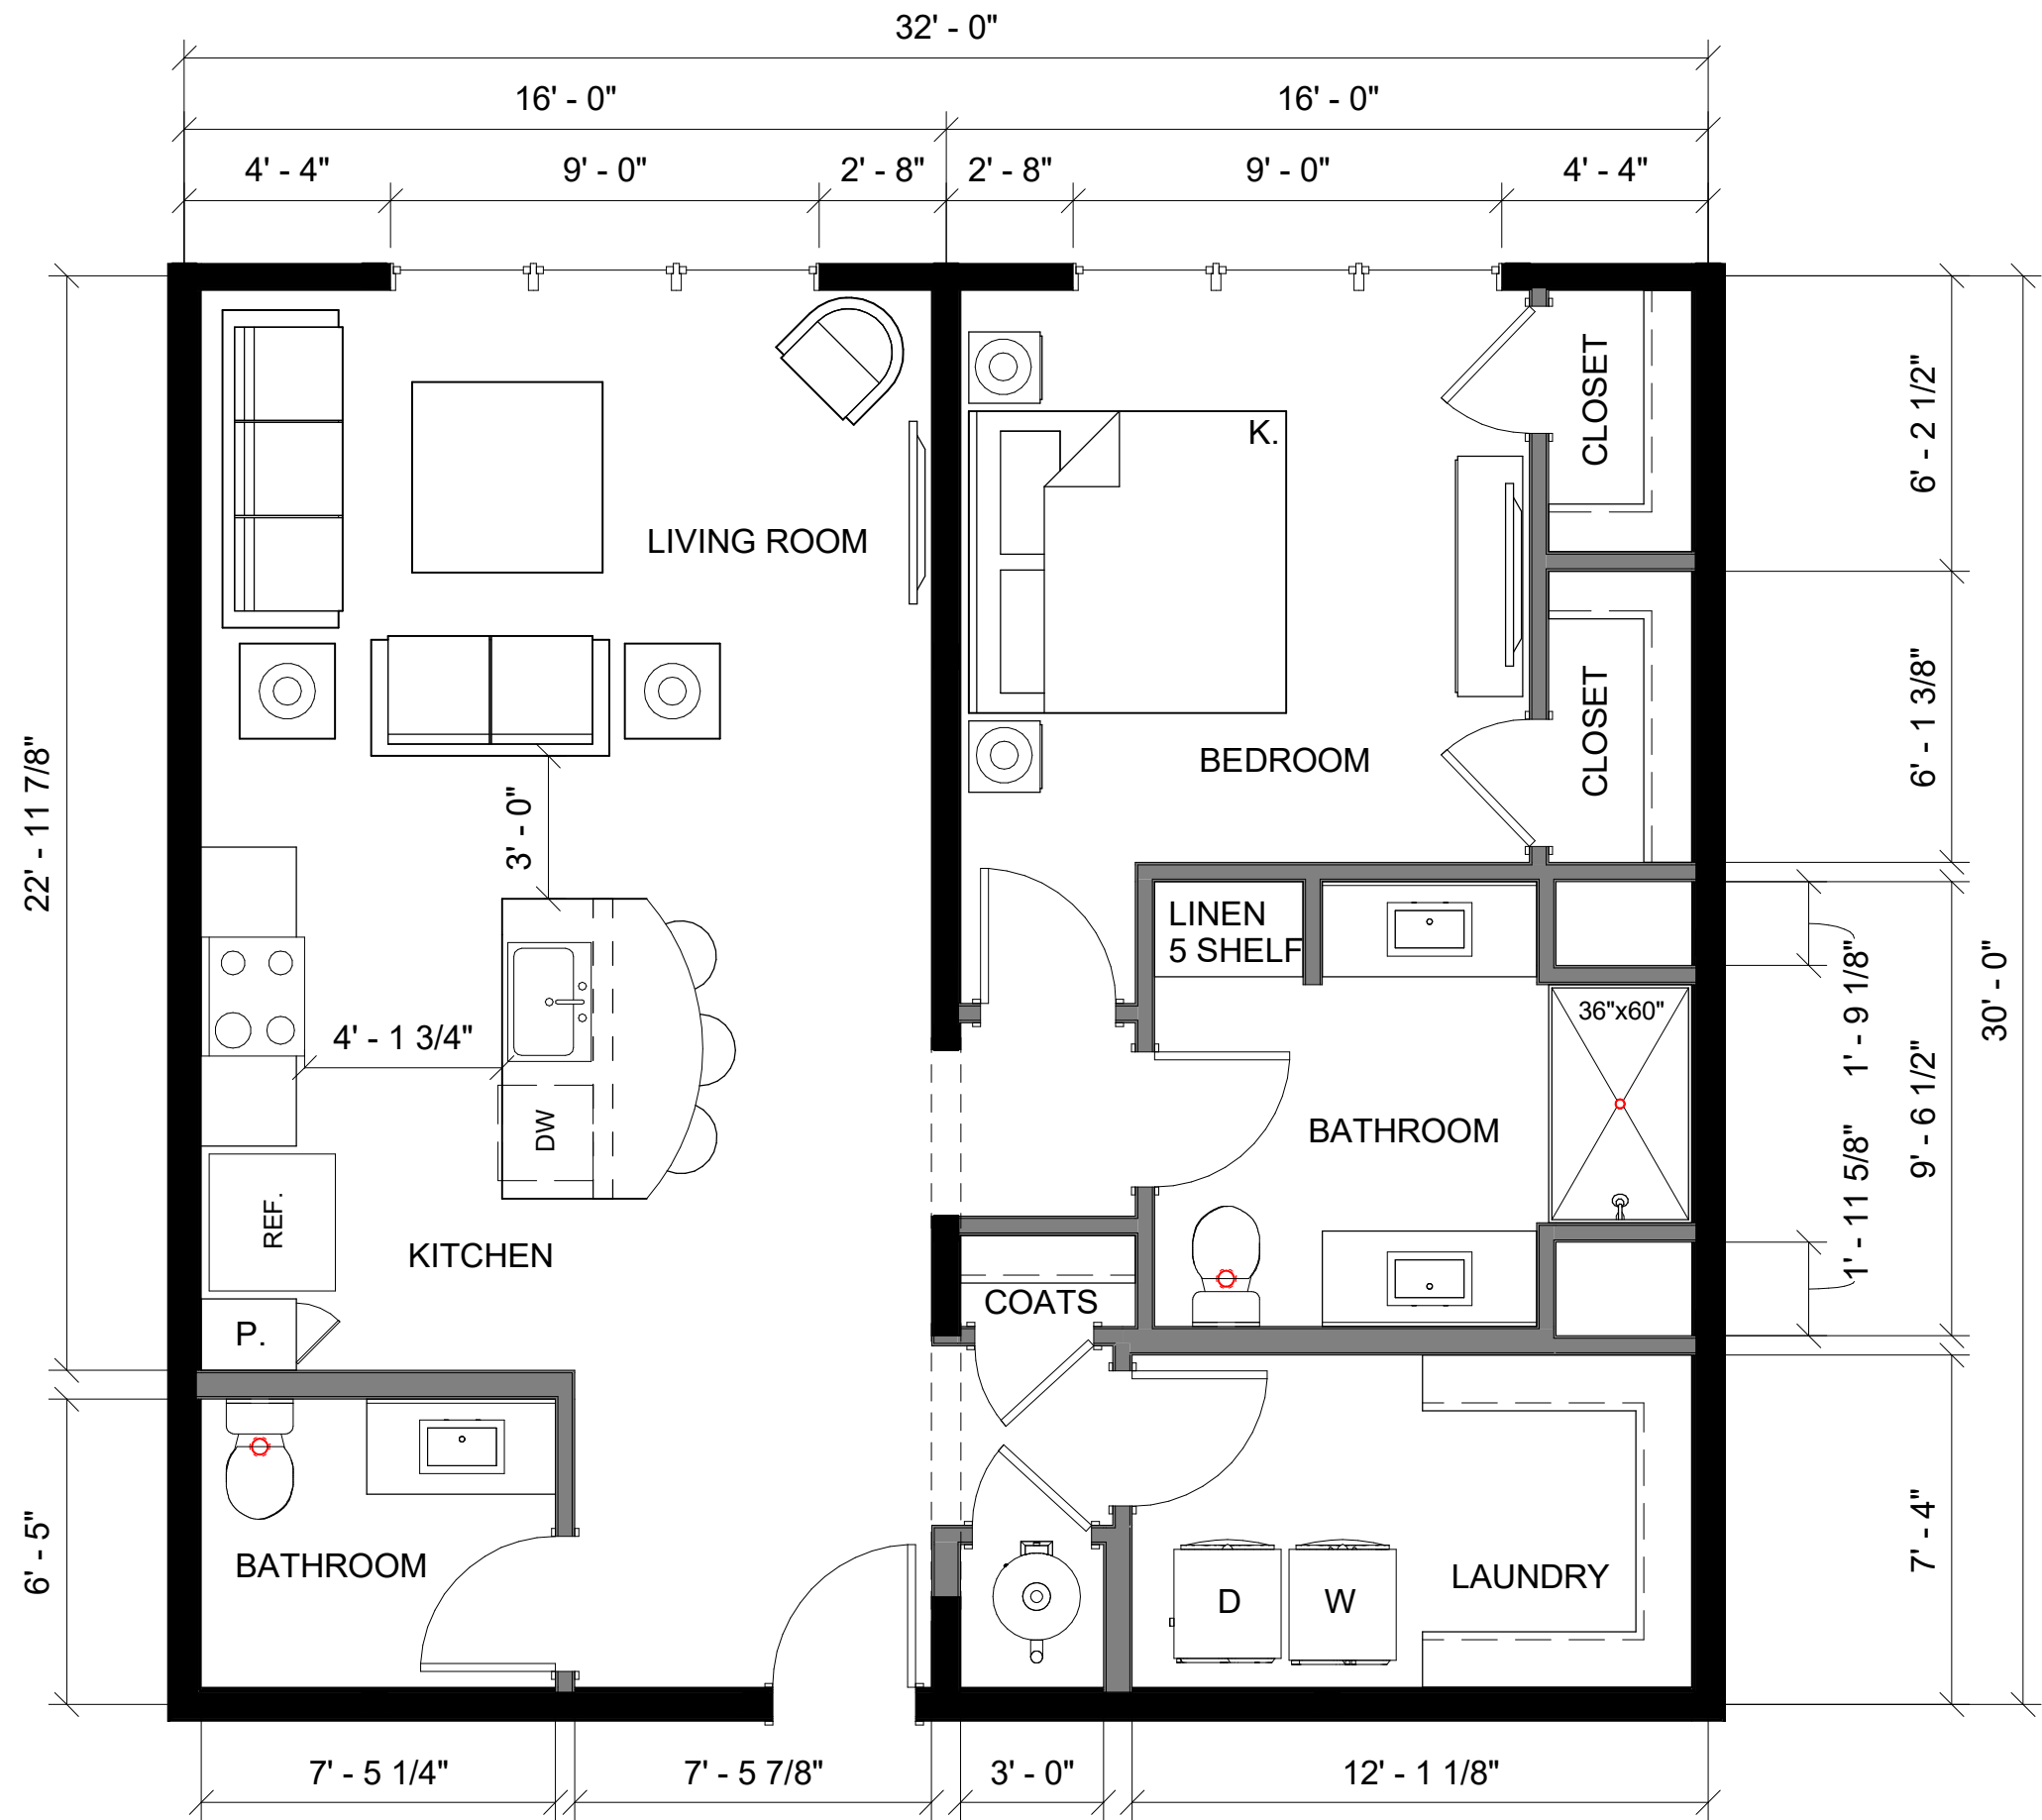 32' - 0"
16' - 0"
16' - 0"
4' - 4"
9' - 0"
2' - 8"
2' - 8"
9' - 0"
4' - 4"
CLOSET
6' - 2 1/2"
K.
LIVING ROOM
CLOSET
6' - 1 3/8"
BEDROOM
22' - 11 7/8"
3' - 0"
LINEN
5 SHELF
36"x60"
1' - 9 1/8"
30' - 0"
4' - 1 3/4"
9' - 6 1/2"
DW
BATHROOM
1' - 11 5/8"
REF.
KITCHEN
COATS
P.
6' - 5"
BATHROOM
7' - 4"
LAUNDRY
D
W
7' - 5 1/4"
7' - 5 7/8"
3' - 0"
12' - 1 1/8"